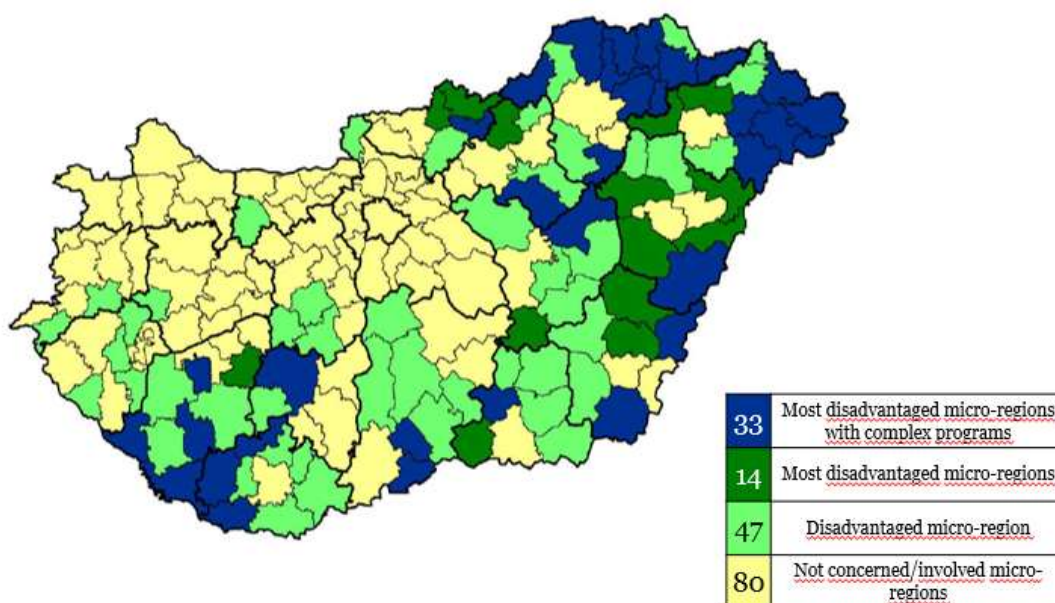 33
Most disadvantaged micro-regions
with complex programs
14
Most disadvantaged micro-regions
47
Disadvantaged micro-region
80
Not concerned/involved micro-
regions